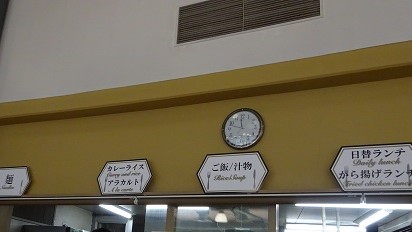 麺
Noodles
カレーライス
Curry and rice
アラカルト
A la carte
ご飯/汁物
Rice&Soup
日替ランチ
Daily lunch
から揚げランチ
Fried chicken lunch